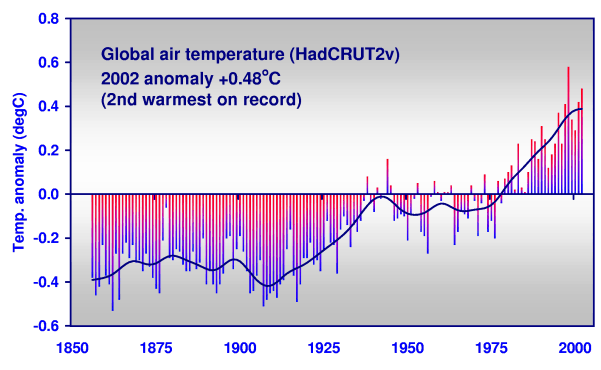 Global air temperature (HadCRUT2v)
2002 anomaly +0.48°C
(2nd warmest on record)
Temp. anomaly (degC)
0.8
0.6
0.4
0.2
0.0
-0.2
-0.4
-0.6
1850 1875 1900 1925 1950 1975 2000